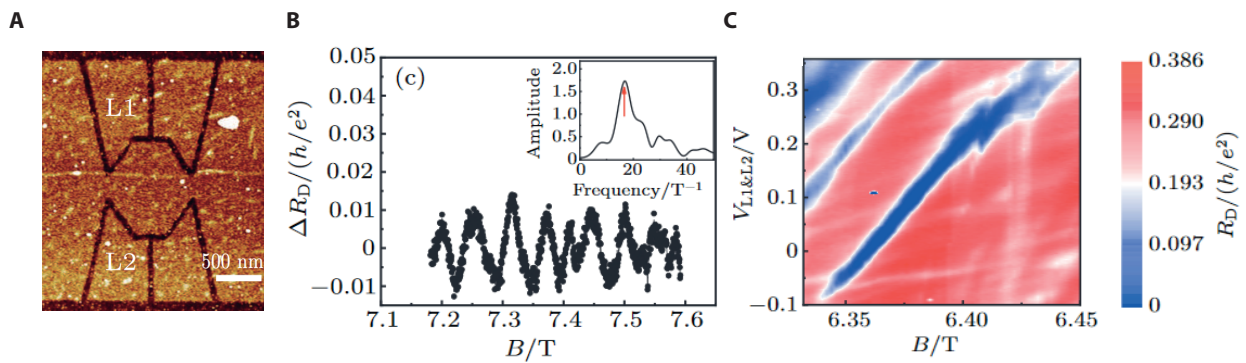 A
L1
L2
500 nm
B
(c)
ΔR_D/(h/e²)
0.05
0.04
0.03
0.02
0.01
0
−0.01
7.1 7.2 7.3 7.4 7.5 7.6
B/T
Amplitude
2.0
1.5
1.0
0.5
0
0 20 40
Frequency/T⁻¹
C
V_L1&L2/V
0.3
0.2
0.1
0
−0.1
6.35 6.40 6.45
B/T
0.386
0.290
0.193
0.097
0
R_D/(h/e²)